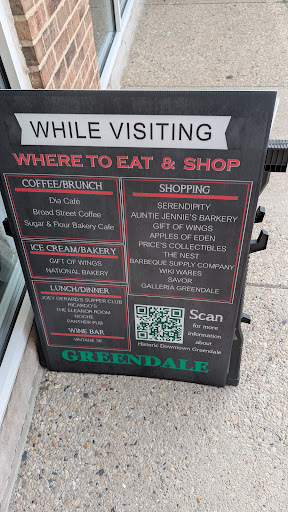 WHILE VISITING
WHERE TO EAT & SHOP
COFFEE/BRUNCH
Dia Café
Broad Street Coffee
Sugar & Flour Bakery Cafe
ICE CREAM/BAKERY
GIFT OF WINGS
NATIONAL BAKERY
LUNCH/DINNER
JOEY GERARD'S SUPPER CLUB
RICARDO'S
THE ELEANOR ROOM
NOCHE
PANTHER PUB
WINE BAR
VINTAGE 38
SHOPPING
SERENDIPITY
AUNTIE JENNIE'S BARKERY
GIFT OF WINGS
APPLES OF EDEN
PRICE'S COLLECTIBLES
THE NEST
BARBEQUE SUPPLY COMPANY
WIKI WARES
SAVOR
GALLERIA GREENDALE
Scan
for more
information
about
Historic Downtown Greendale
GREENDALE